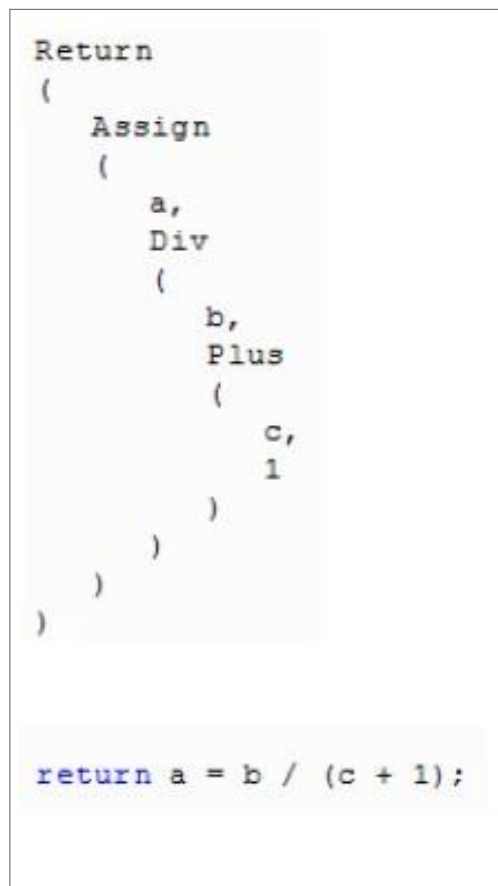 Return
(
Assign
(
a,
Div
(
b,
Plus
(
c,
1
)
)
)
)
return a = b / (c + 1);